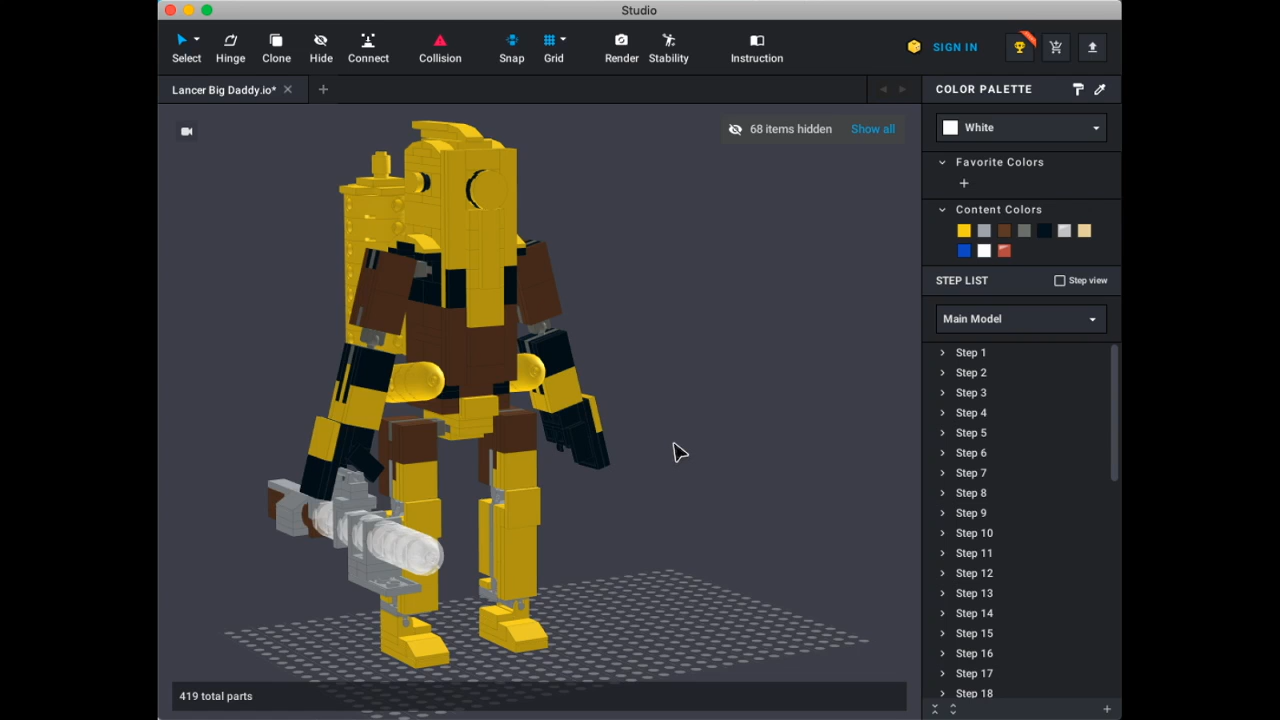 Studio
Select Hinge Clone Hide Connect Collision Snap Grid Render Stability Instruction SIGN IN
Lancer Big Daddy.io* COLOR PALETTE
68 items hidden Show all
White
Favorite Colors
Content Colors
STEP LIST Step view
Main Model
Step 1
Step 2
Step 3
Step 4
Step 5
Step 6
Step 7
Step 8
Step 9
Step 10
Step 11
Step 12
Step 13
Step 14
Step 15
Step 16
Step 17
Step 18
419 total parts